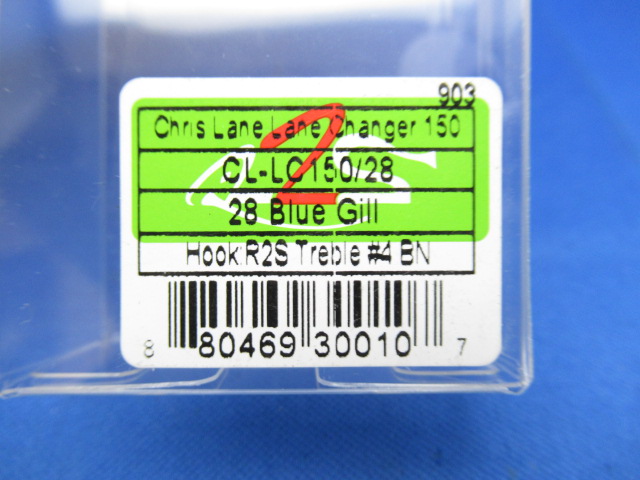 903
Chris Lane Lane Changer 150
CL-LC150/28
28 Blue Gill
Hook:R2S Treble #4 BN
8 80469 30010 7